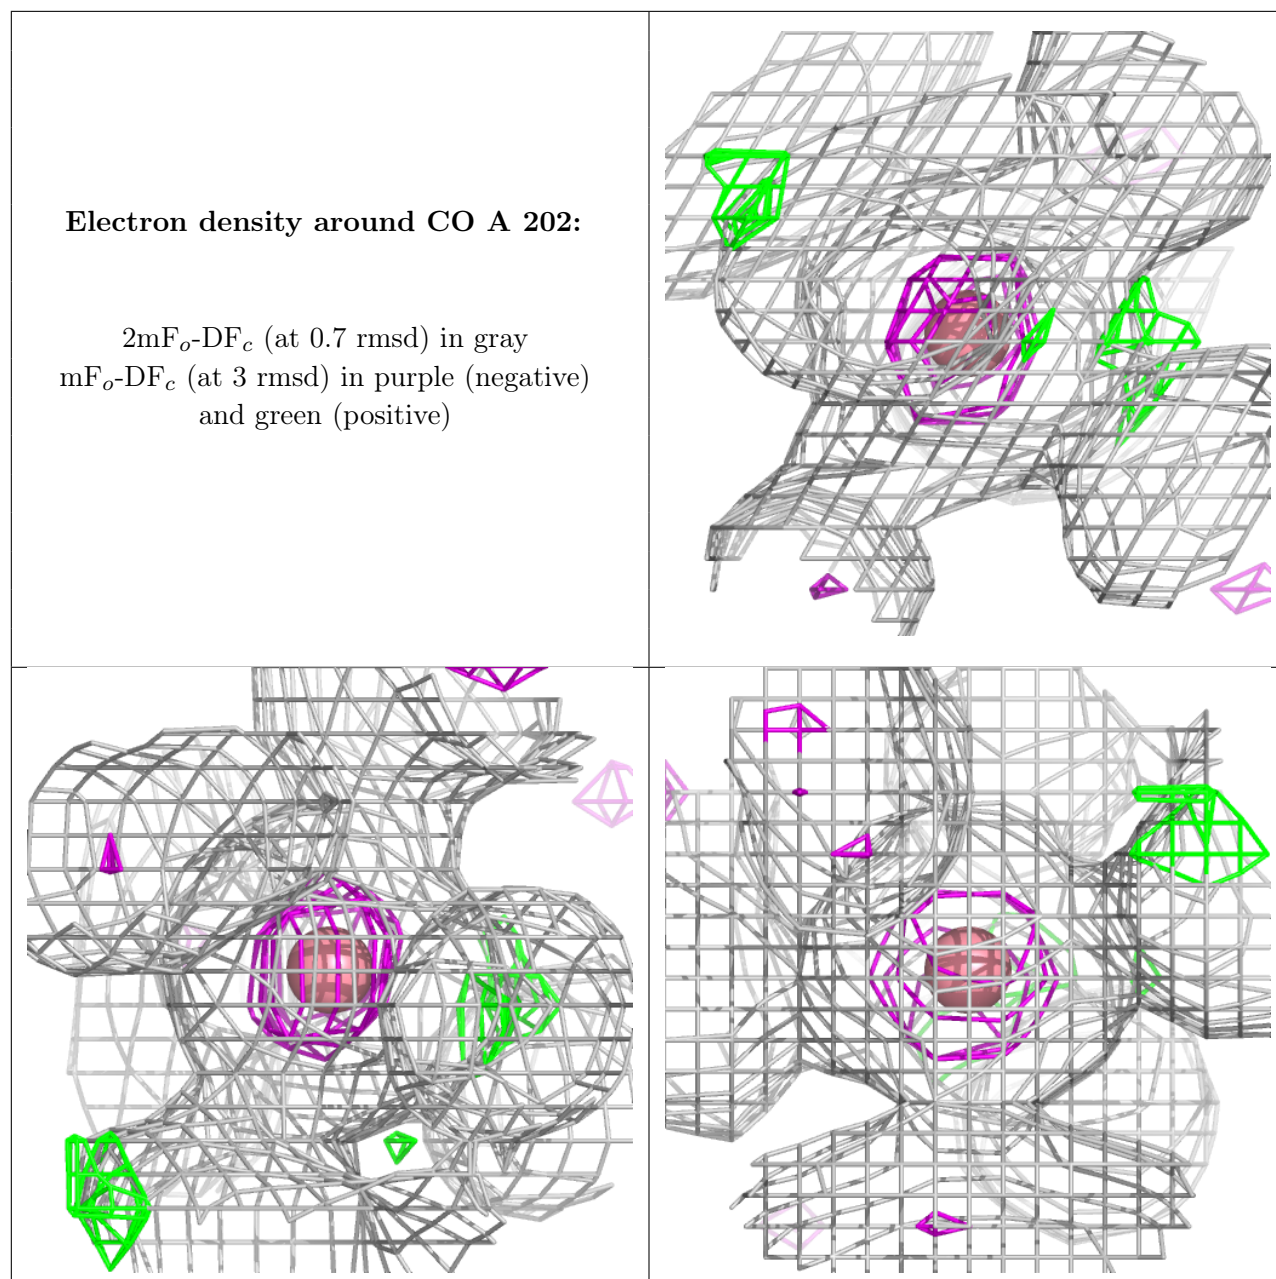 Electron density around CO A 202:
2mFo-DFc (at 0.7 rmsd) in gray
mFo-DFc (at 3 rmsd) in purple (negative)
and green (positive)